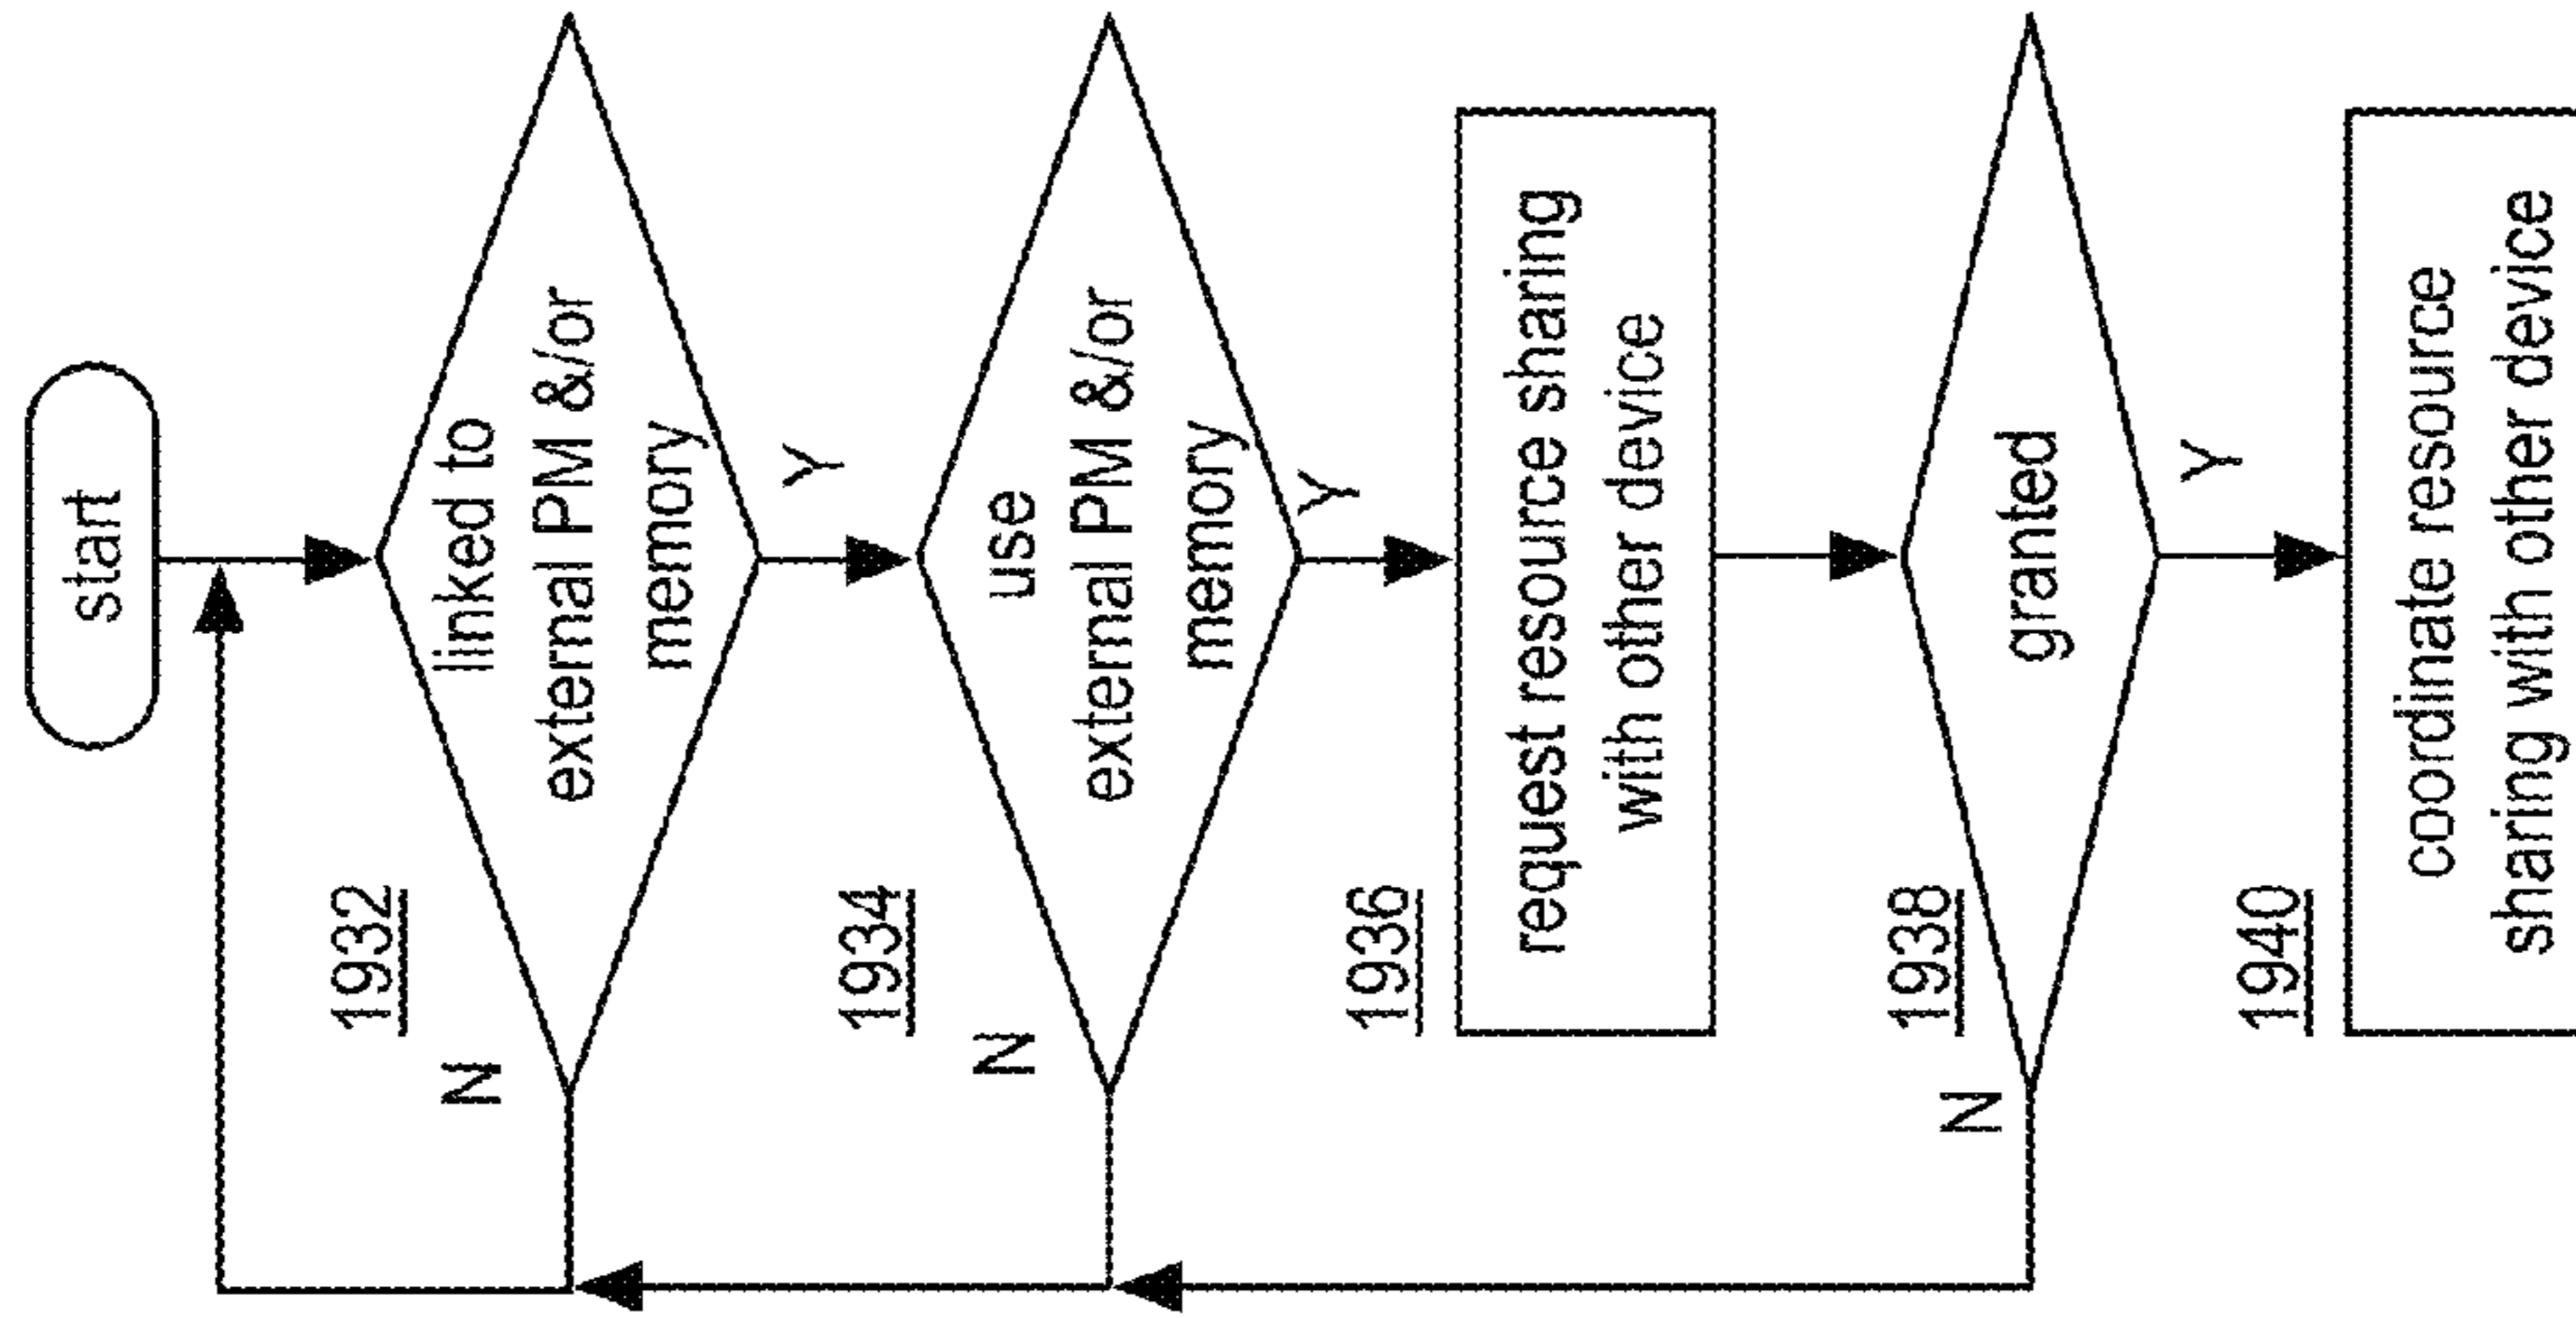 start
1932
linked to
external PM &/or
memory
N
Y
1934
use
external PM &/or
memory
N
Y
1936
request resource sharing
with other device
1938
granted
N
Y
1940
coordinate resource
sharing with other device